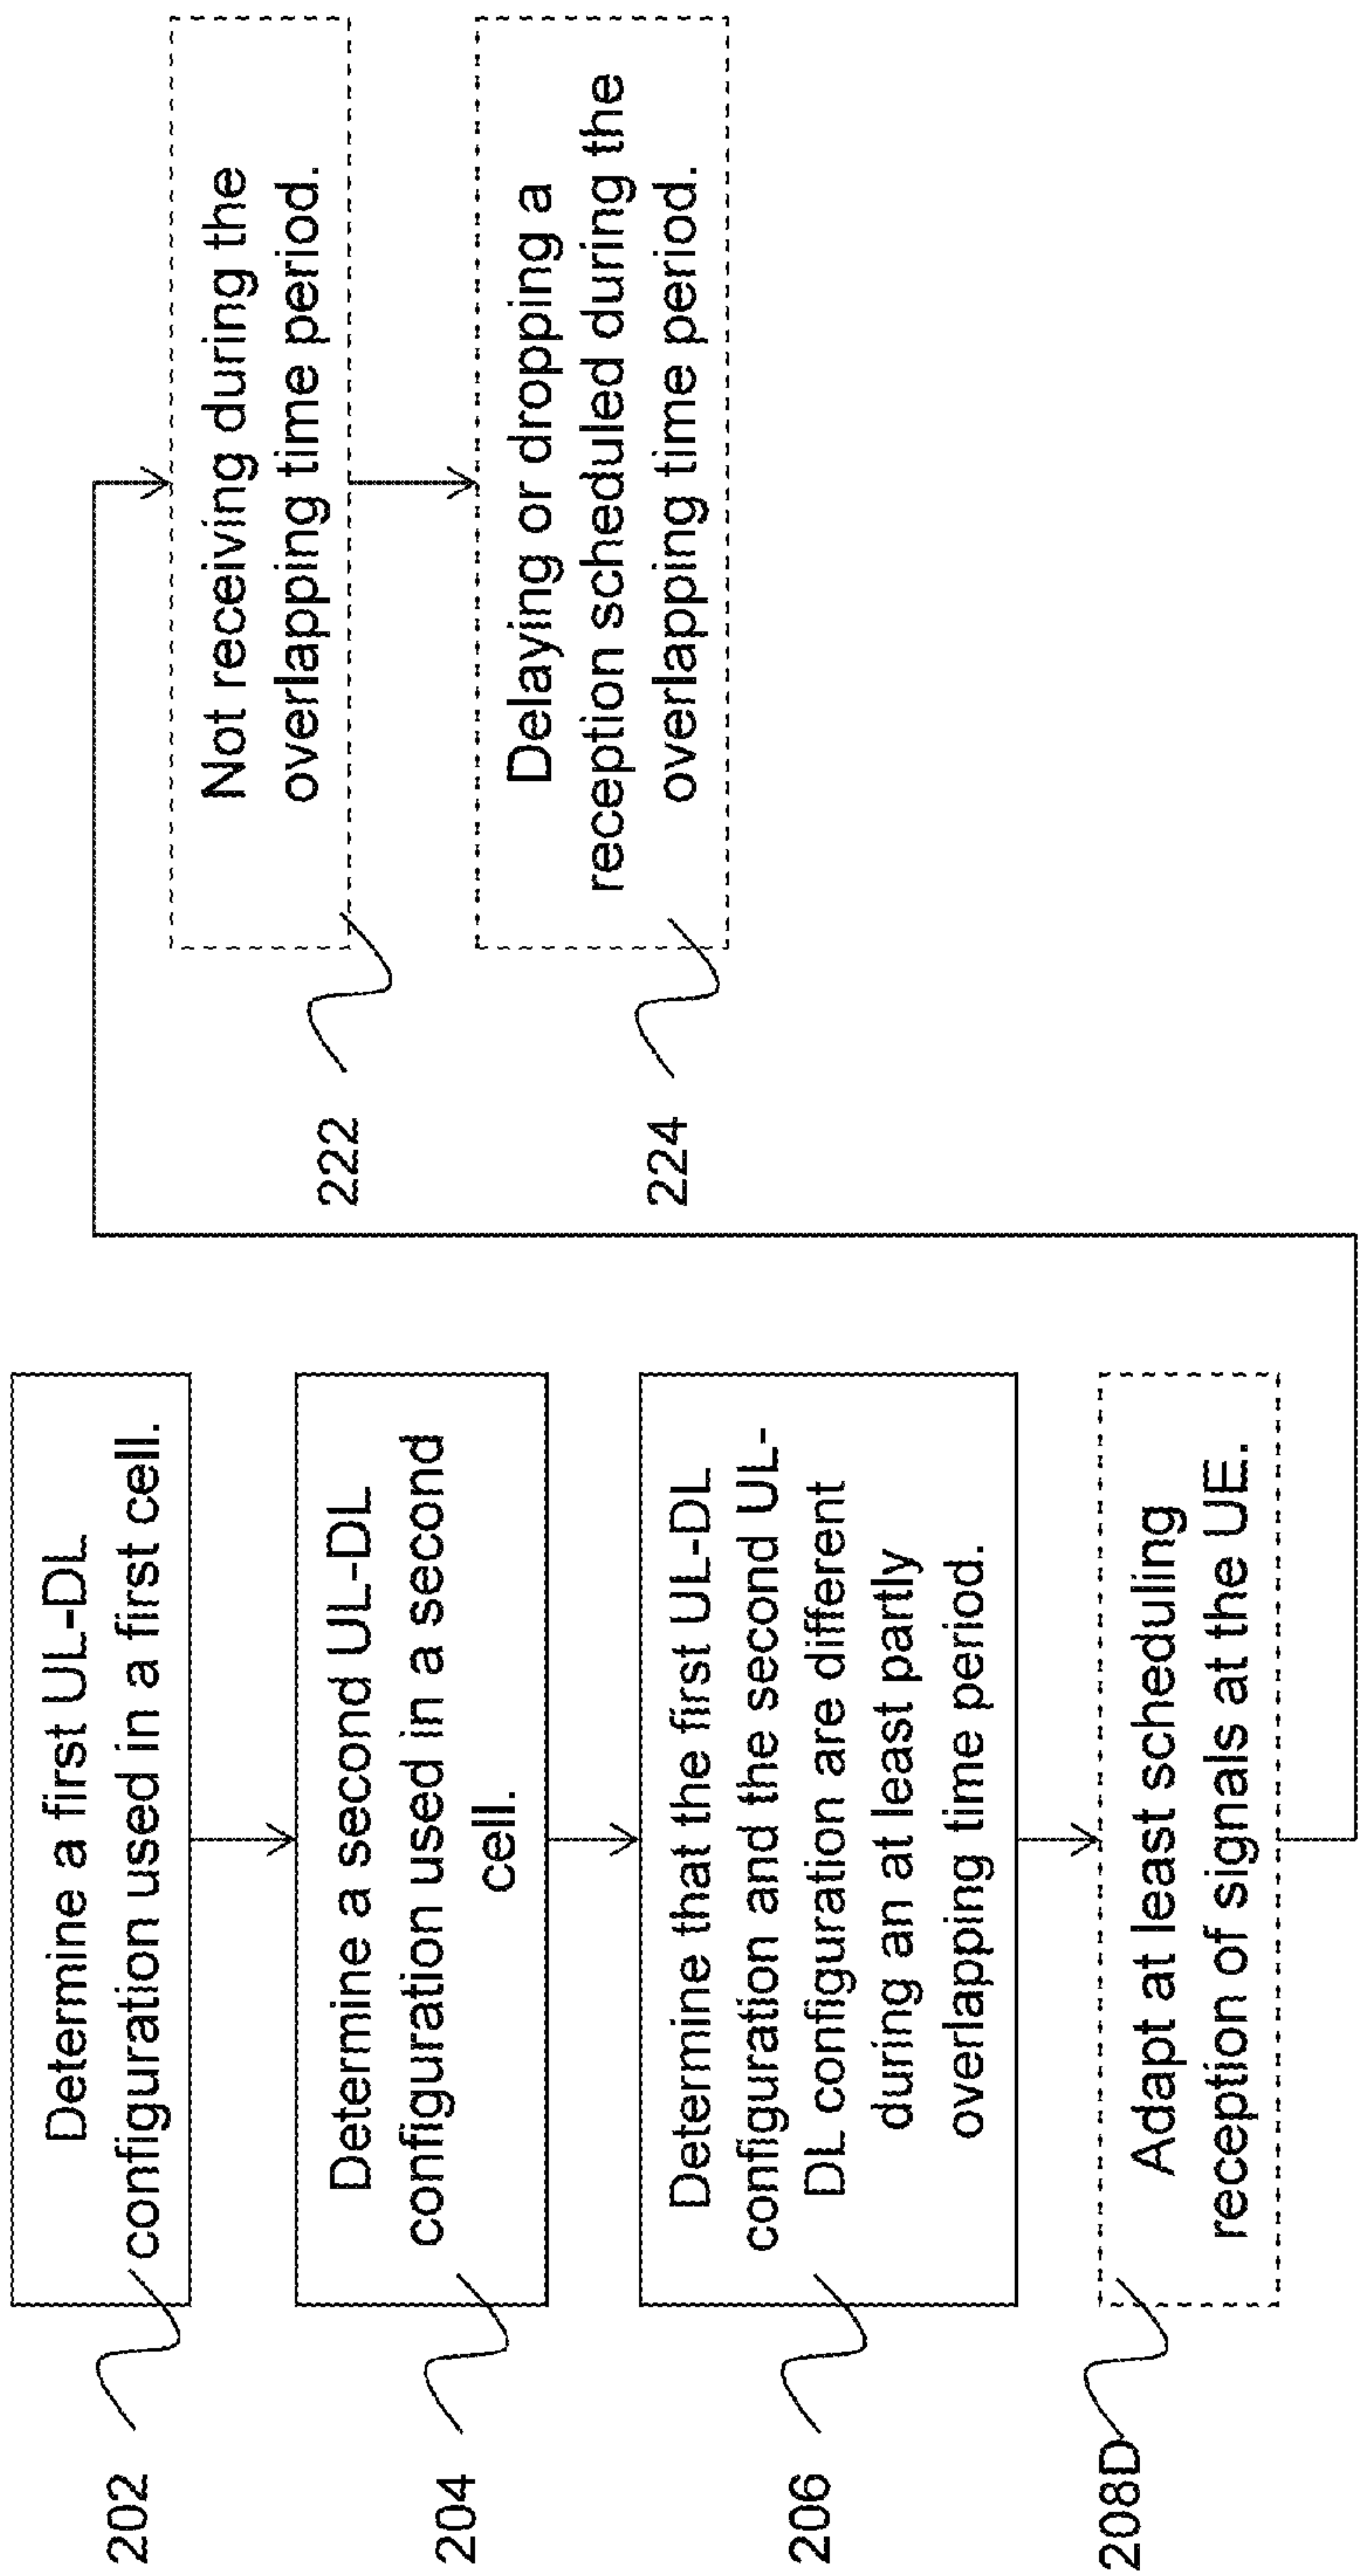 202
Determine a first UL-DL
configuration used in a first cell.
204
Determine a second UL-DL
configuration used in a second
cell.
206
Determine that the first UL-DL
configuration and the second UL-
DL configuration are different
during an at least partly
overlapping time period.
208D
Adapt at least scheduling
reception of signals at the UE.
222
Not receiving during the
overlapping time period.
224
Delaying or dropping a
reception scheduled during the
overlapping time period.